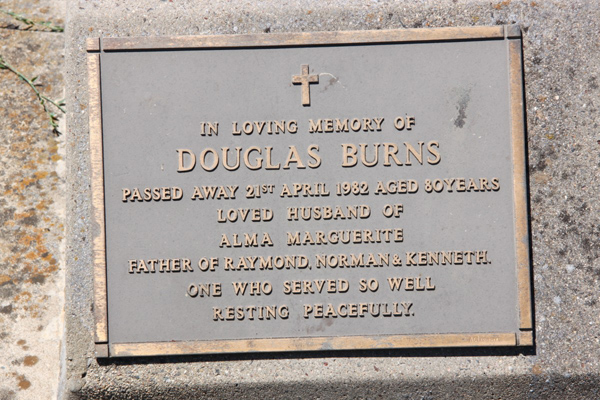 IN LOVING MEMORY OF
DOUGLAS BURNS
PASSED AWAY 21ST APRIL 1982 AGED 80YEARS
LOVED HUSBAND OF
ALMA MARGUERITE
FATHER OF RAYMOND, NORMAN & KENNETH.
ONE WHO SERVED SO WELL
RESTING PEACEFULLY.